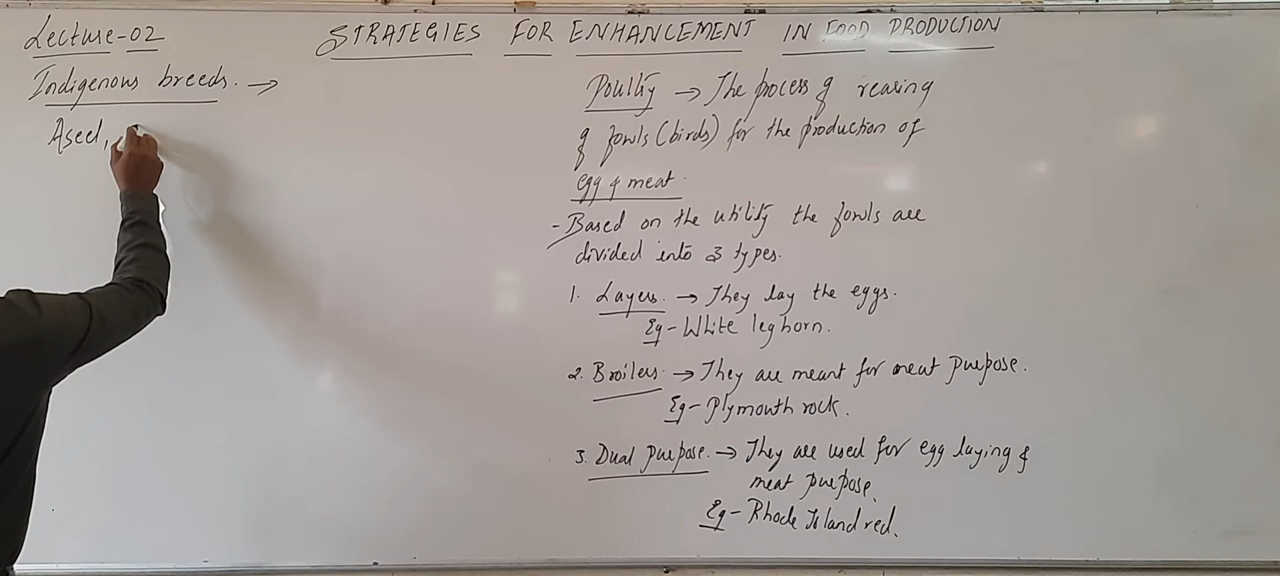 Lecture-02
STRATEGIES FOR ENHANCEMENT IN FOOD PRODUCTION
Indigenous breeds. →
Aseel,
Poultry → The process of rearing
of fowls (birds) for the production of
egg & meat.
- Based on the utility the fowls are
divided into 3 types.
1. Layers → They lay the eggs.
Eg - White leghorn.
2. Broilers → They are meant for meat purpose.
Eg - Plymouth rock.
3. Dual purpose. → They are used for egg laying &
meat purpose.
Eg - Rhode Island red.